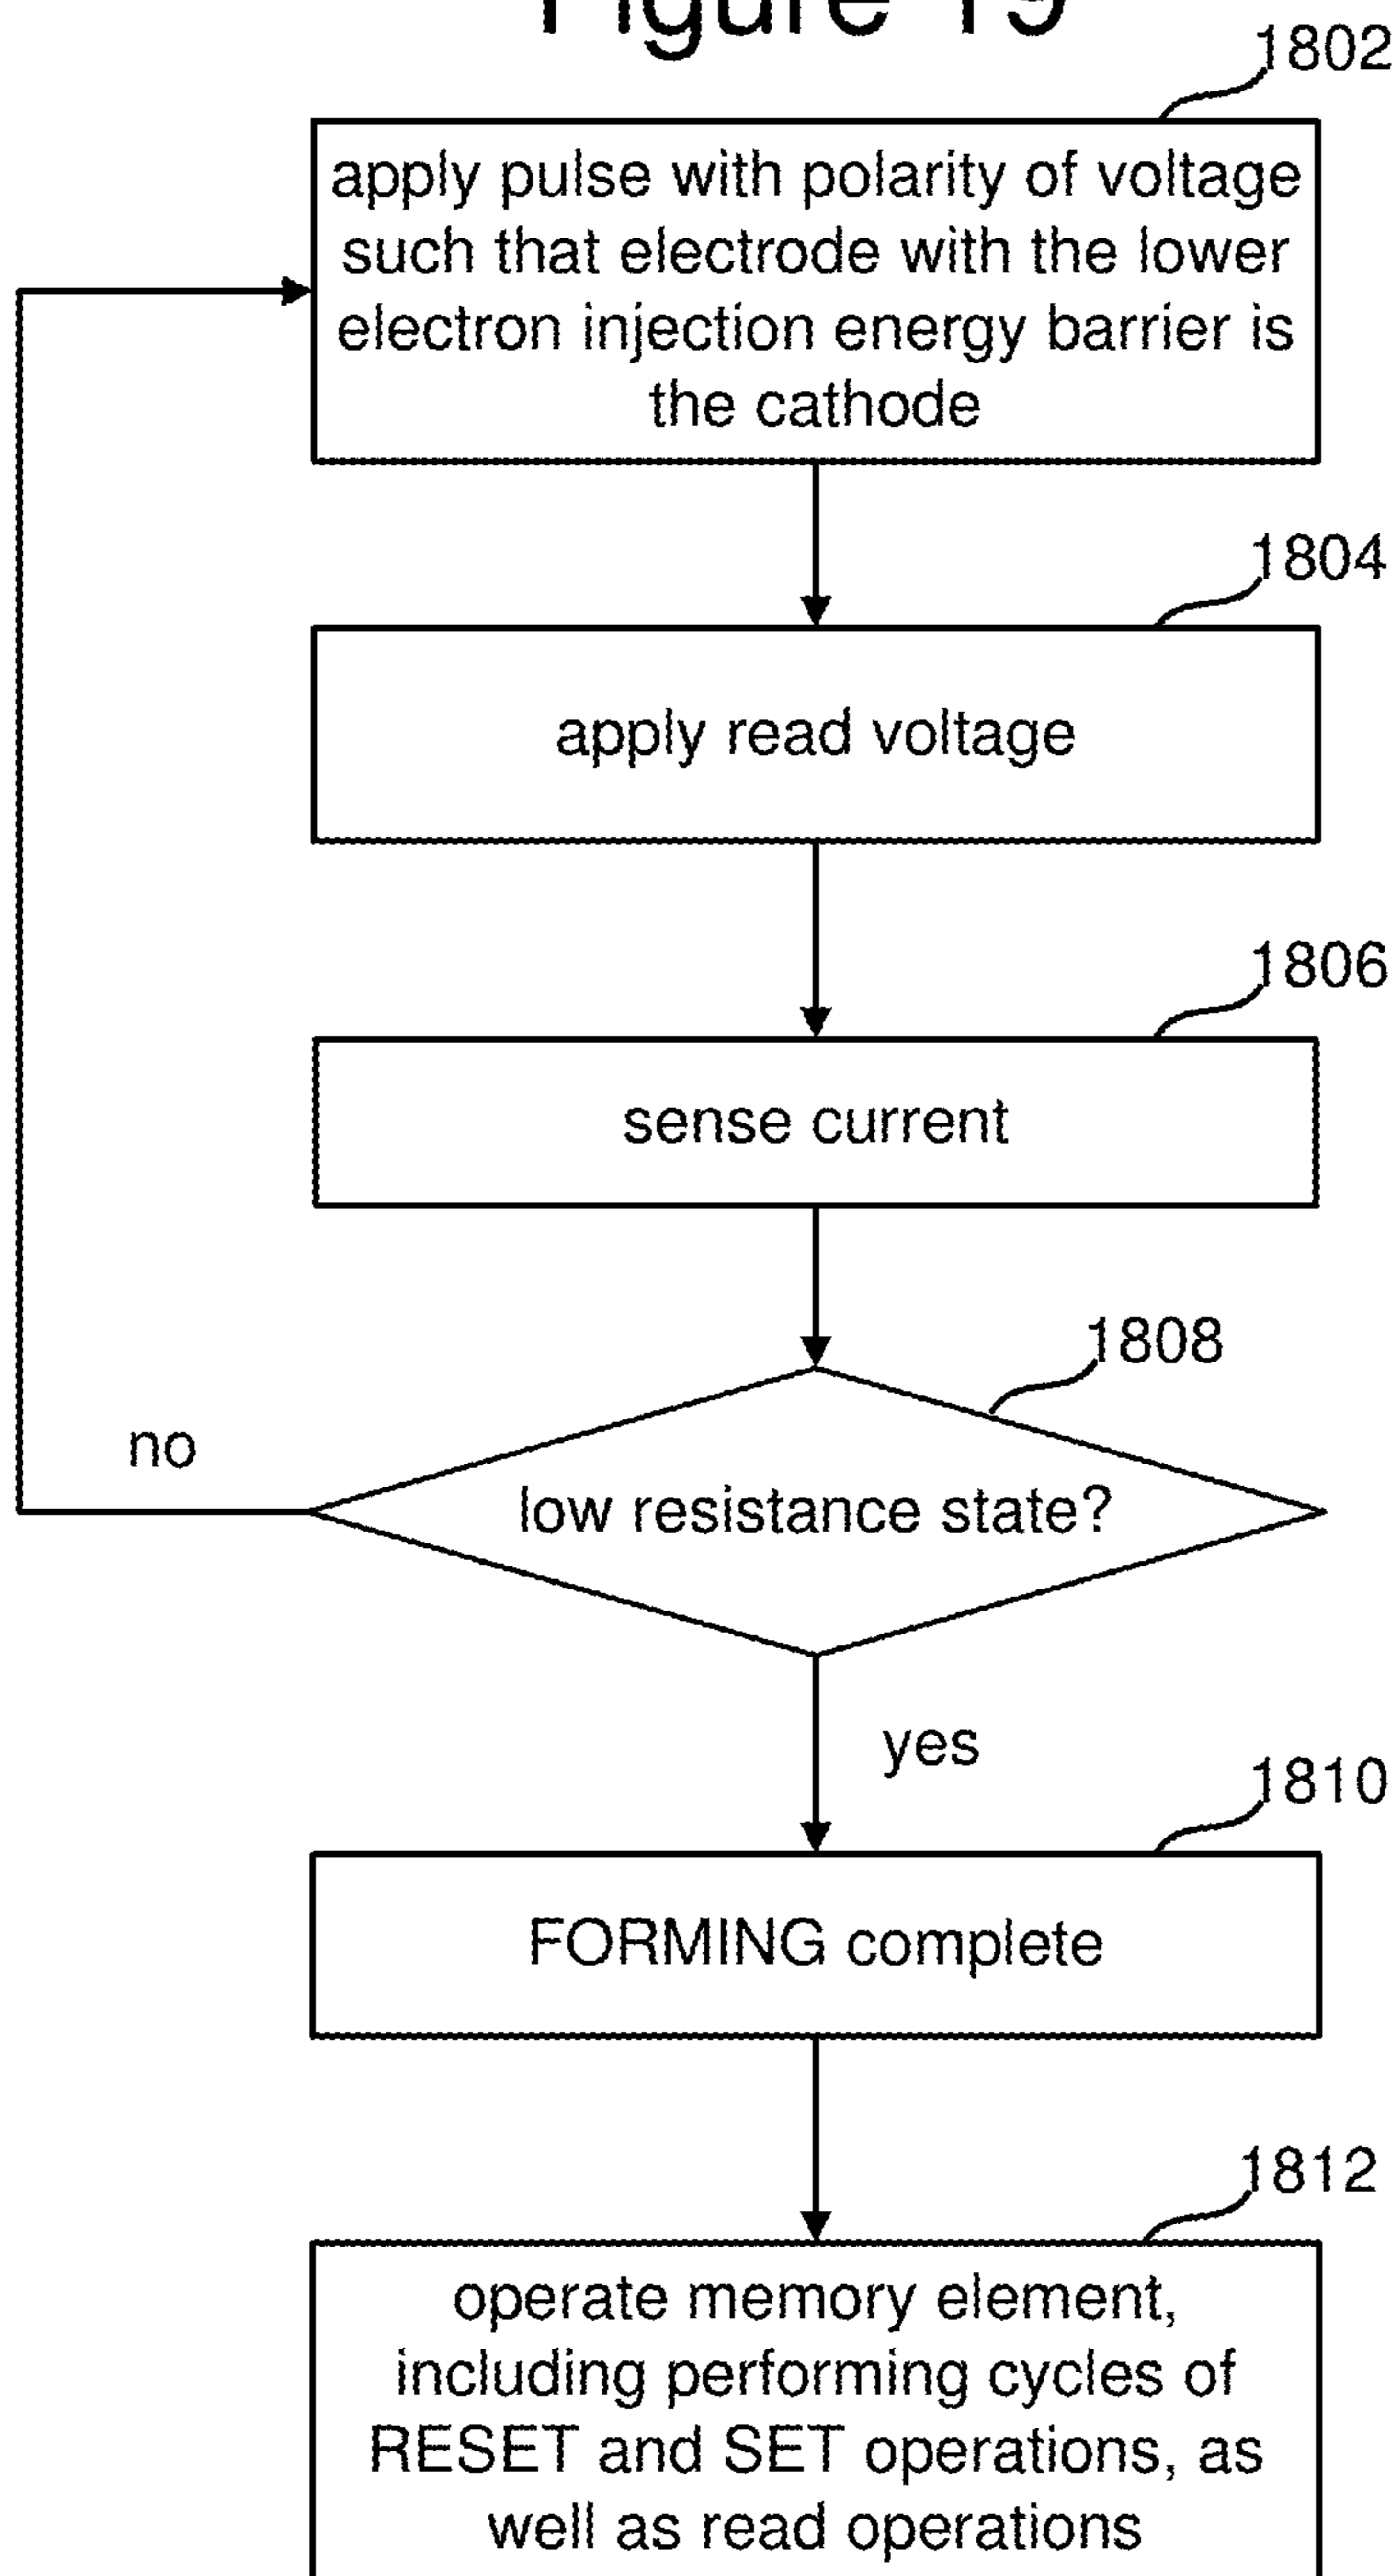 Figure 19
1802
apply pulse with polarity of voltage
such that electrode with the lower
electron injection energy barrier is
the cathode
1804
apply read voltage
1806
sense current
1808
no
low resistance state?
yes
1810
FORMING complete
1812
operate memory element,
including performing cycles of
RESET and SET operations, as
well as read operations